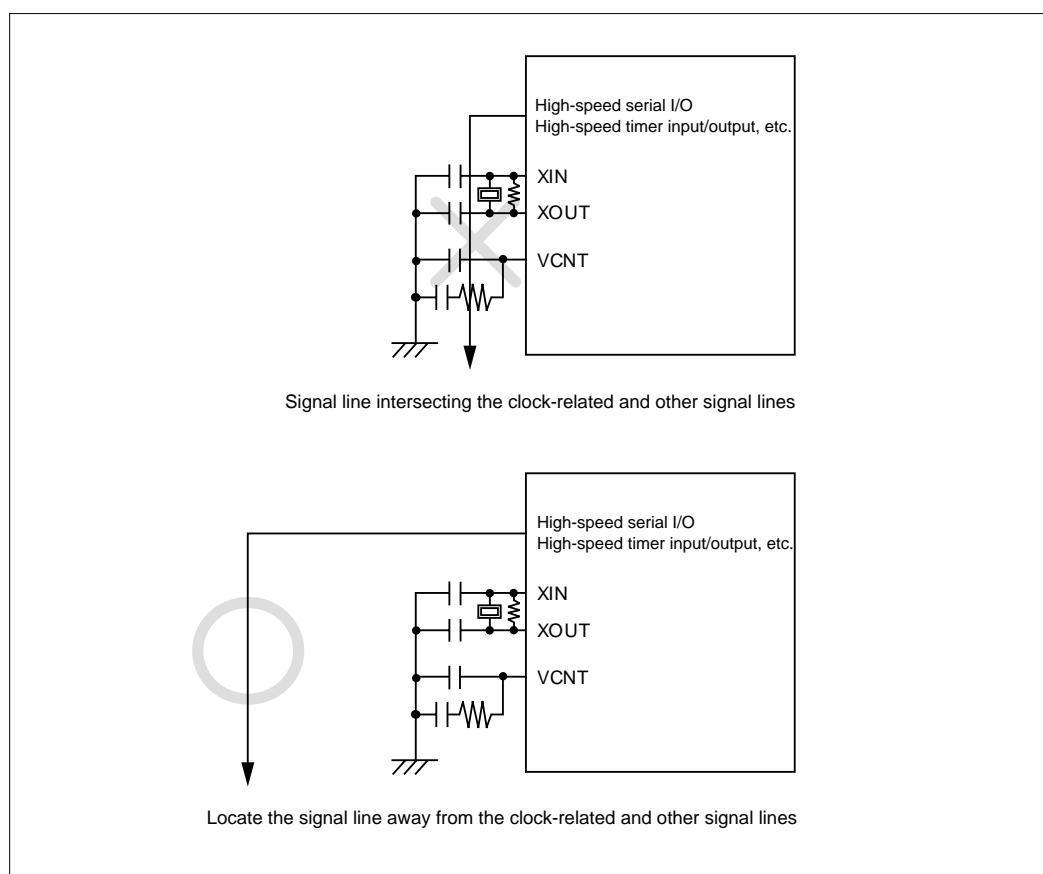 High-speed serial I/O
High-speed timer input/output, etc.
XIN
XOUT
VCNT
Signal line intersecting the clock-related and other signal lines
High-speed serial I/O
High-speed timer input/output, etc.
XIN
XOUT
VCNT
Locate the signal line away from the clock-related and other signal lines